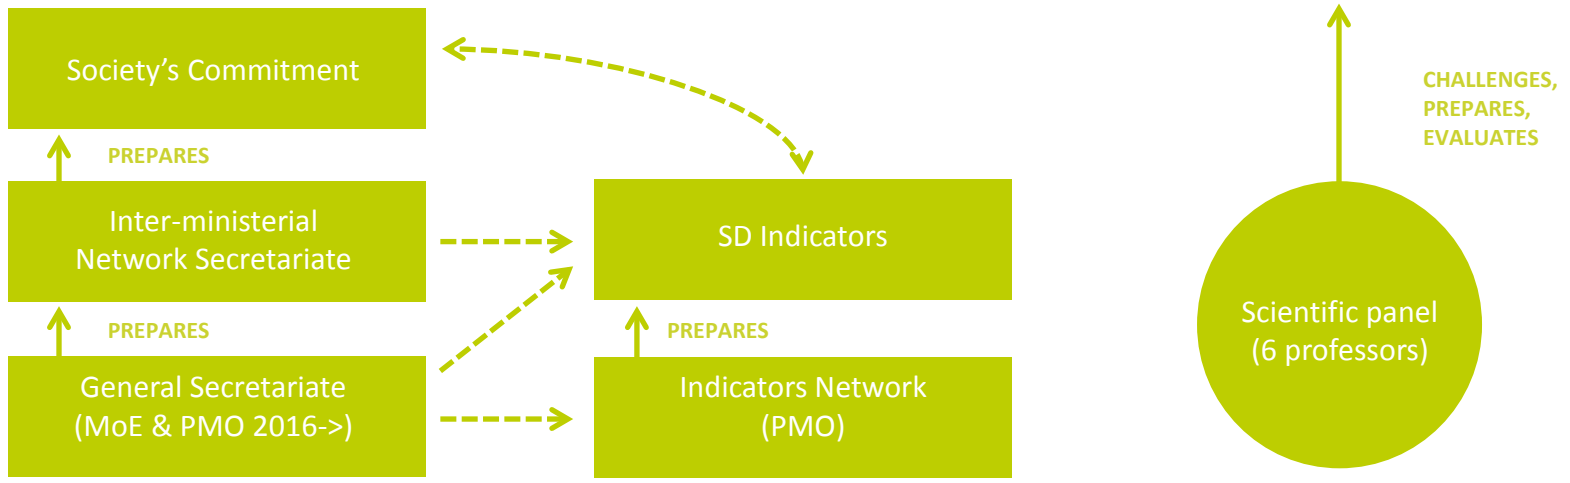 Society’s Commitment
PREPARES
Inter-ministerial
Network Secretariate
PREPARES
General Secretariate
(MoE & PMO 2016->)
SD Indicators
PREPARES
Indicators Network
(PMO)
CHALLENGES,
PREPARES,
EVALUATES
Scientific panel
(6 professors)